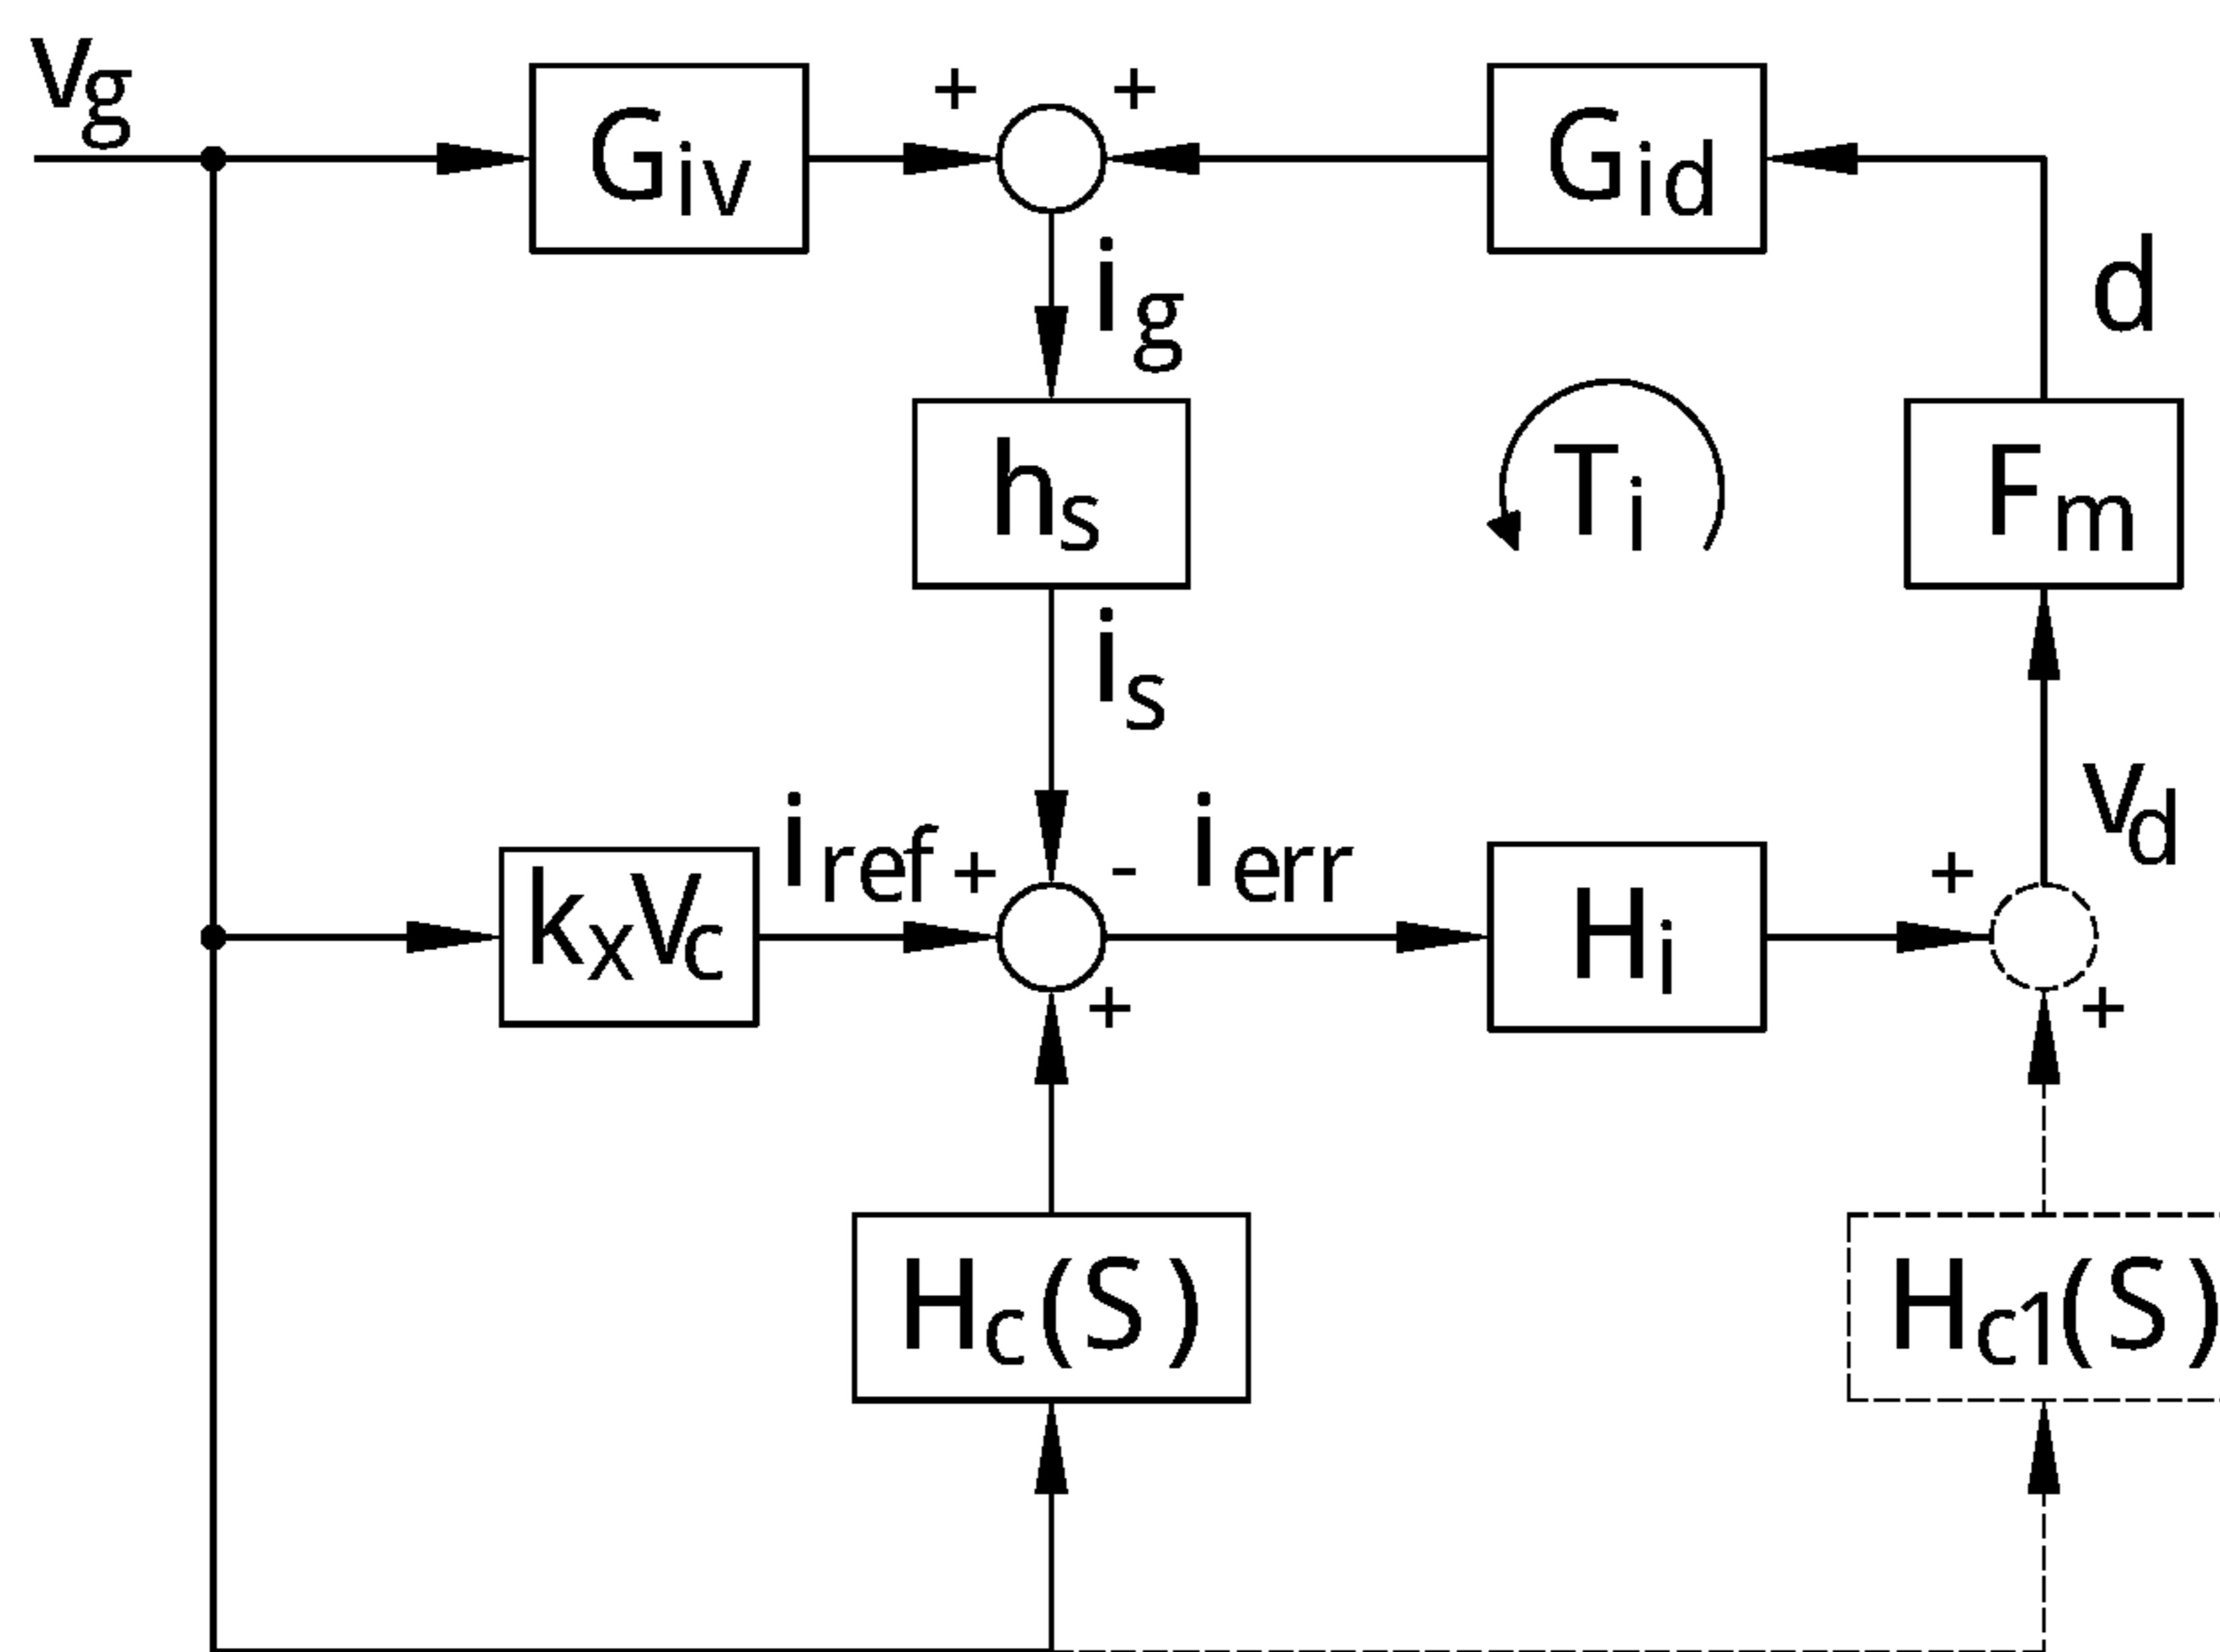 vg
Giv
+
+
Gid
ig
d
hs
Ti
Fm
is
vd
kxVc
iref
+
-
ierr
Hi
+
+
+
Hc(S)
Hc1(S)